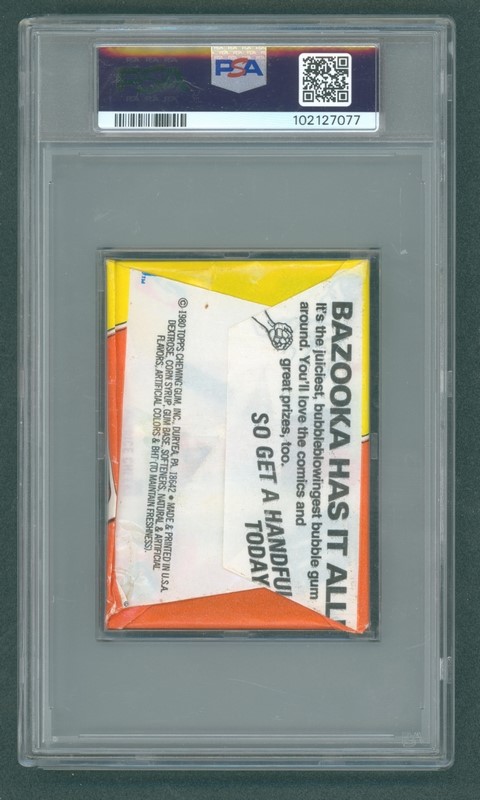 PSA
102127077
BAZOOKA HAS IT ALL!
It's the juiciest, bubbleblowingest bubble gum
around. You'll love the comics and
great prizes, too.
SO GET A HANDFUL
TODAY
© 1980 TOPPS CHEWING GUM, INC., DURYEA, PA. 18642 • MADE & PRINTED IN U.S.A.
DEXTROSE, CORN SYRUP, GUM BASE, SOFTENERS, NATURAL & ARTIFICIAL
FLAVORS, ARTIFICIAL COLORS & BHT (TO MAINTAIN FRESHNESS).
TM